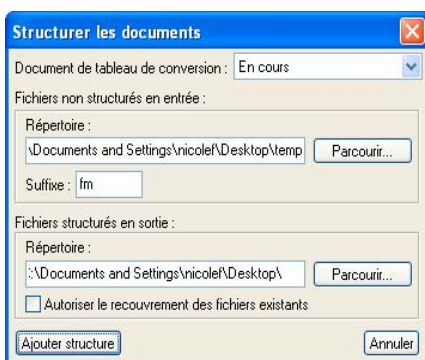 Structurer les documents
Document de tableau de conversion : En cours
Fichiers non structurés en entrée :
Répertoire :
\Documents and Settings\nicolef\Desktop\temp Parcourir...
Suffixe : fm
Fichiers structurés en sortie :
Répertoire :
:\Documents and Settings\nicolef\Desktop\ Parcourir...
Autoriser le recouvrement des fichiers existants
Ajouter structure Annuler